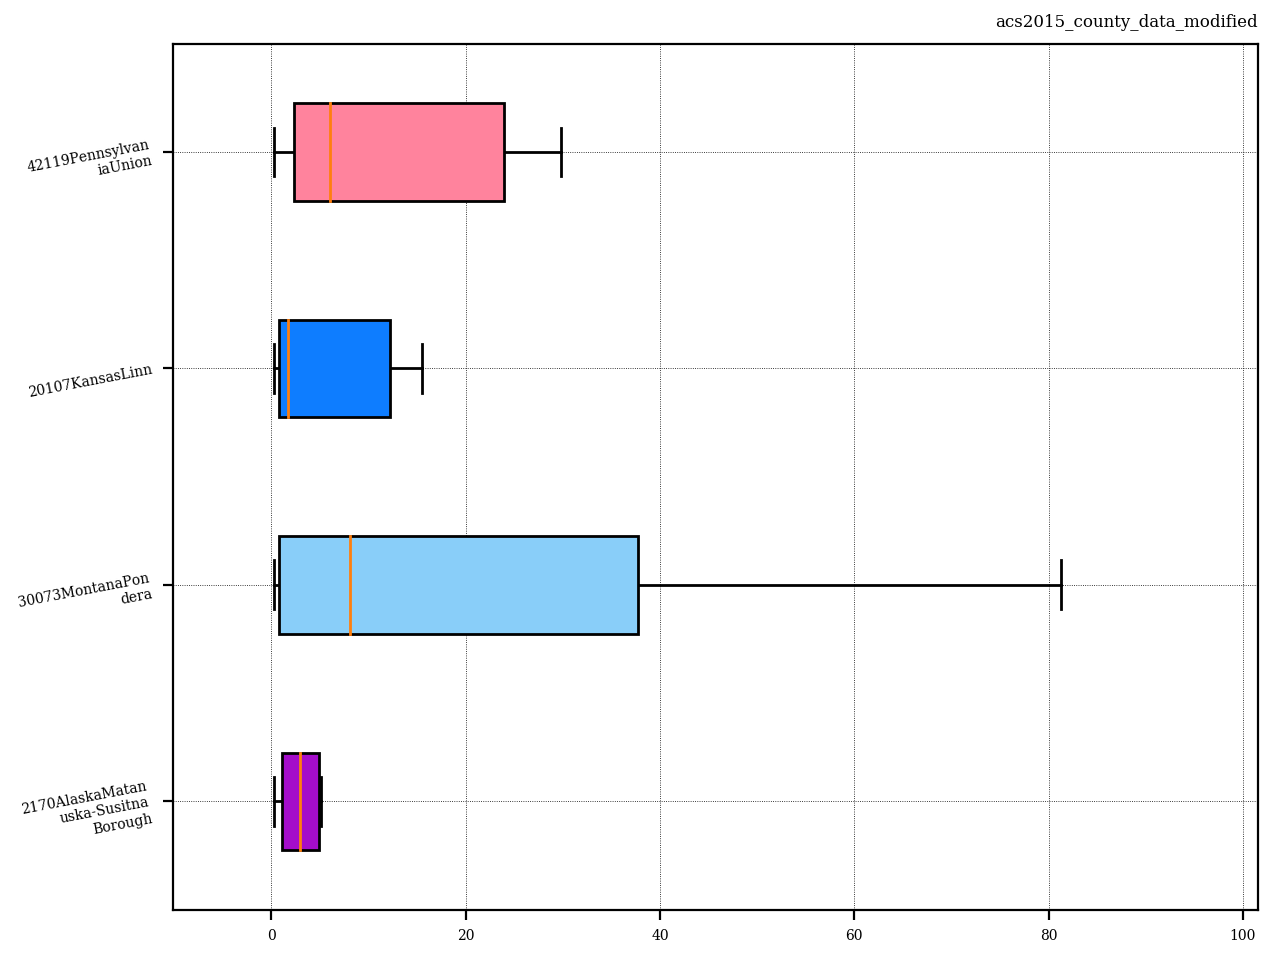 acs2015_county_data_modified
42119Pennsylvan
iaUnion
20107KansasLinn
30073MontanaPon
dera
2170AlaskaMatan
uska-Susitna
Borough
0 20 40 60 80 100